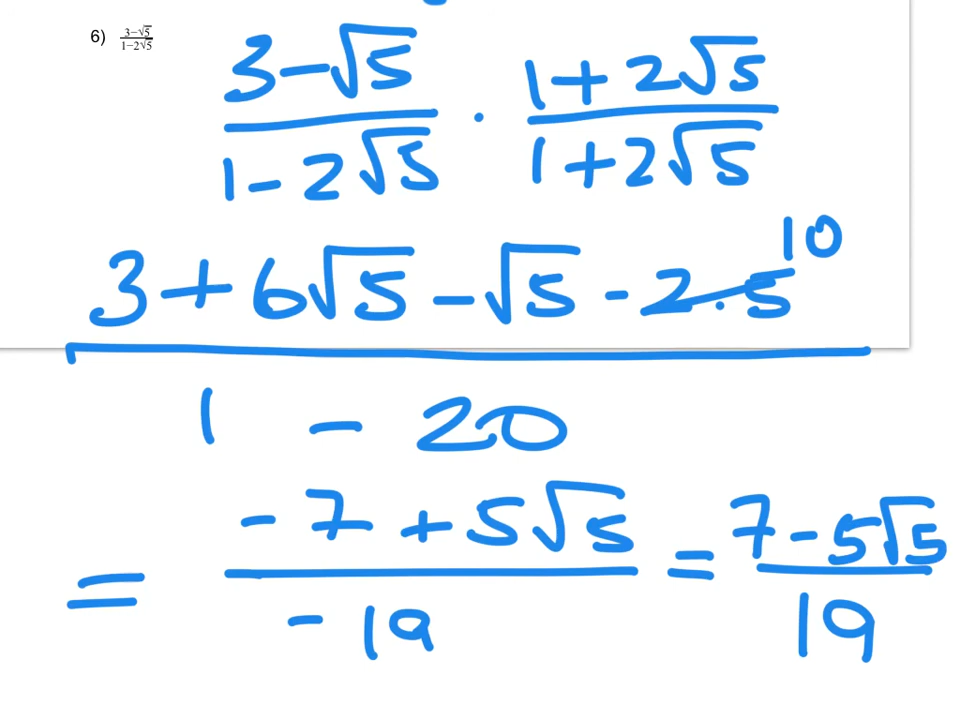 6) (3−√5)/(1−2√5)
(3 − √5)/(1 − 2√5) · (1 + 2√5)/(1 + 2√5)
10
3 + 6√5 − √5 − 2·5
1 − 20
= (−7 + 5√5)/(−19) = (7 − 5√5)/19